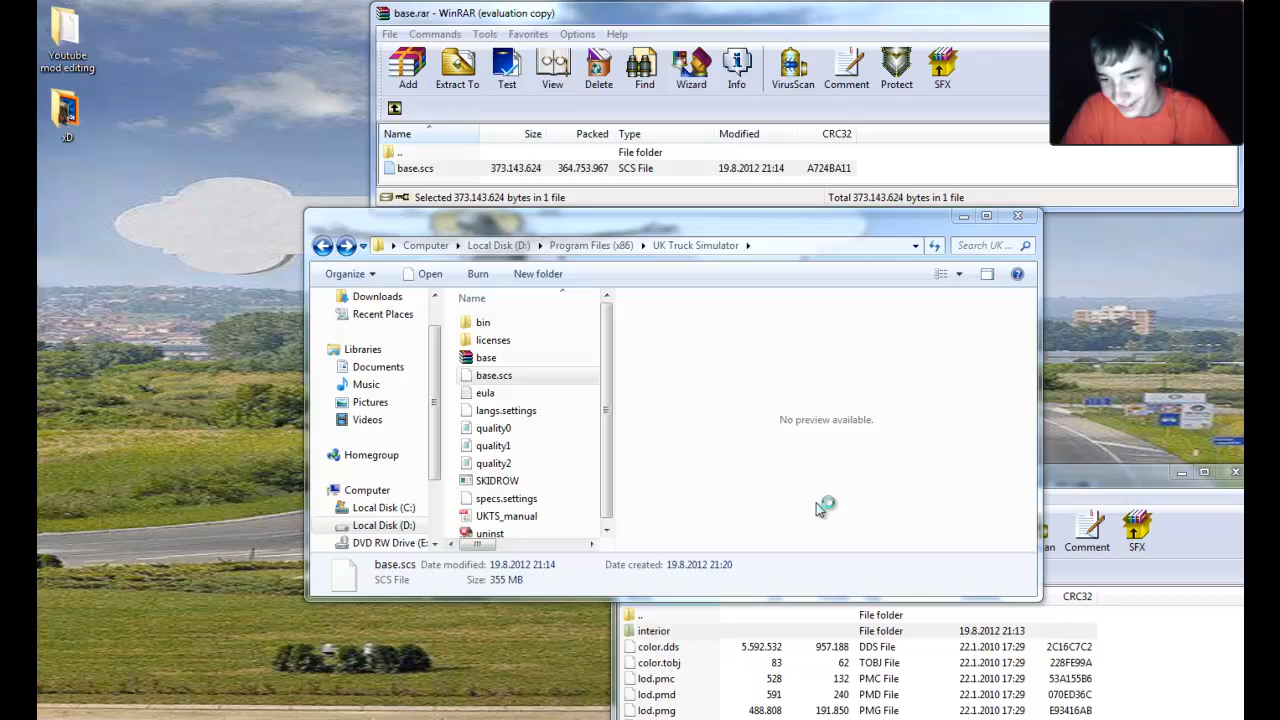 Youtube
mod editing
xD
base.rar - WinRAR (evaluation copy)
File Commands Tools Favorites Options Help
Add Extract To Test View Delete Find Wizard Info VirusScan Comment Protect SFX
Name Size Packed Type Modified CRC32
.. File folder
base.scs 373.143.624 364.753.967 SCS File 19.8.2012 21:14 A724BA11
Selected 373.143.624 bytes in 1 file Total 373.143.624 bytes in 1 file
Computer Local Disk (D:) Program Files (x86) UK Truck Simulator Search UK ...
Organize Open Burn New folder
Downloads
Recent Places
Libraries
Documents
Music
Pictures
Videos
Homegroup
Computer
Local Disk (C:)
Local Disk (D:)
DVD RW Drive (E:
Name
bin
licenses
base
base.scs
eula
langs.settings
quality0
quality1
quality2
SKIDROW
specs.settings
UKTS_manual
uninst
No preview available.
base.scs Date modified: 19.8.2012 21:14 Date created: 19.8.2012 21:20
SCS File Size: 355 MB
an Comment SFX
CRC32
.. File folder
interior File folder 19.8.2012 21:13
color.dds 5.592.532 957.188 DDS File 22.1.2010 17:29 2C16C7C2
color.tobj 83 62 TOBJ File 22.1.2010 17:29 228FE99A
lod.pmc 528 132 PMC File 22.1.2010 17:29 53A155B6
lod.pmd 591 240 PMD File 22.1.2010 17:29 070ED36C
lod.pmg 488.808 191.850 PMG File 22.1.2010 17:29 E93416AB